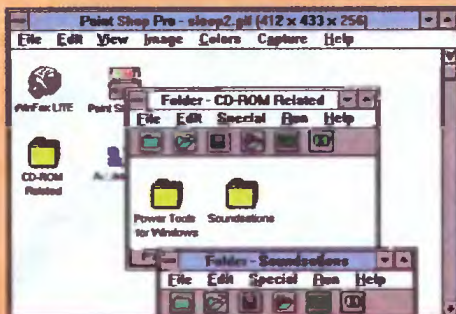 Paint Shop Pro - sloop2.gif (412 x 433 x 256)
File Edit View Image Colors Capture Help
WinFax LITE
Paint
Folder - CD-ROM Related
File Edit Special Run Help
CD-ROM Related
Power Tools for Windows
Soundsations
Folder - Soundsations
File Edit Special Run Help